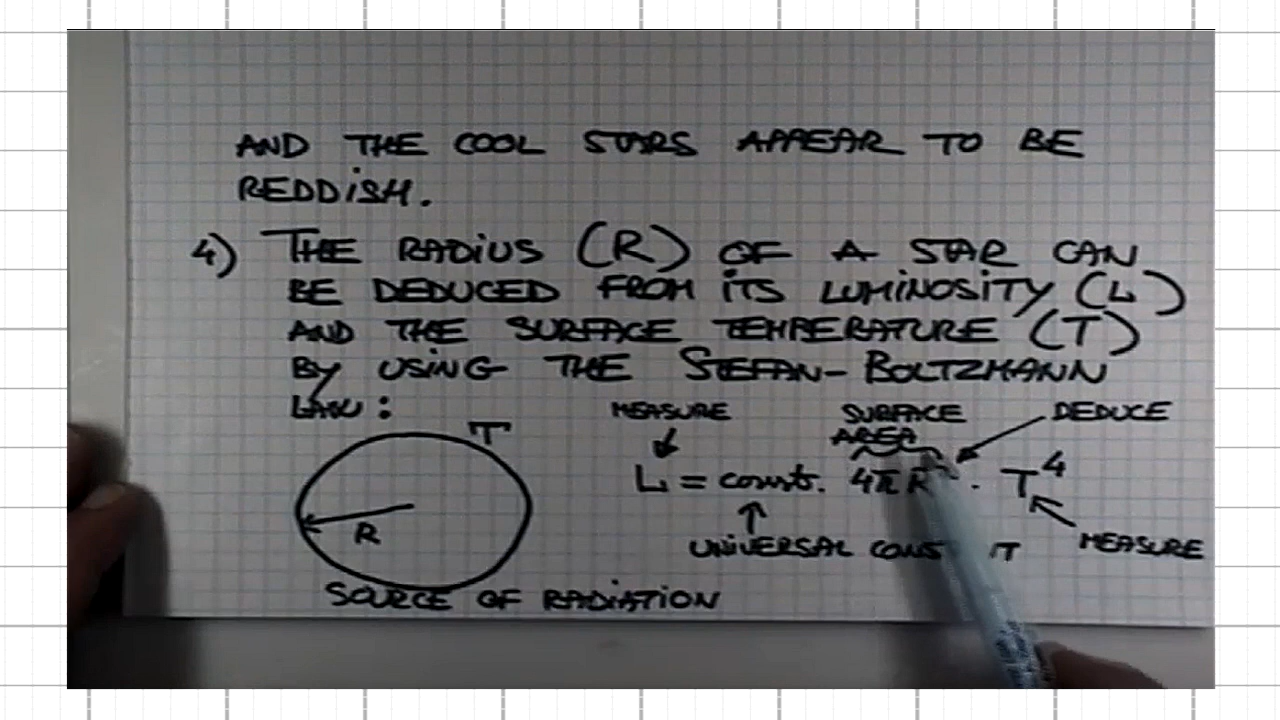 AND THE COOL STARS APPEAR TO BE
REDDISH.
4) THE RADIUS (R) OF A STAR CAN
BE DEDUCED FROM ITS LUMINOSITY (L)
AND THE SURFACE TEMPERATURE (T)
BY USING THE STEFAN-BOLTZMANN
LAW:
MEASURE
SURFACE
AREA
DEDUCE
T
L = const. 4πR · T⁴
R
UNIVERSAL
MEASURE
SOURCE OF RADIATION